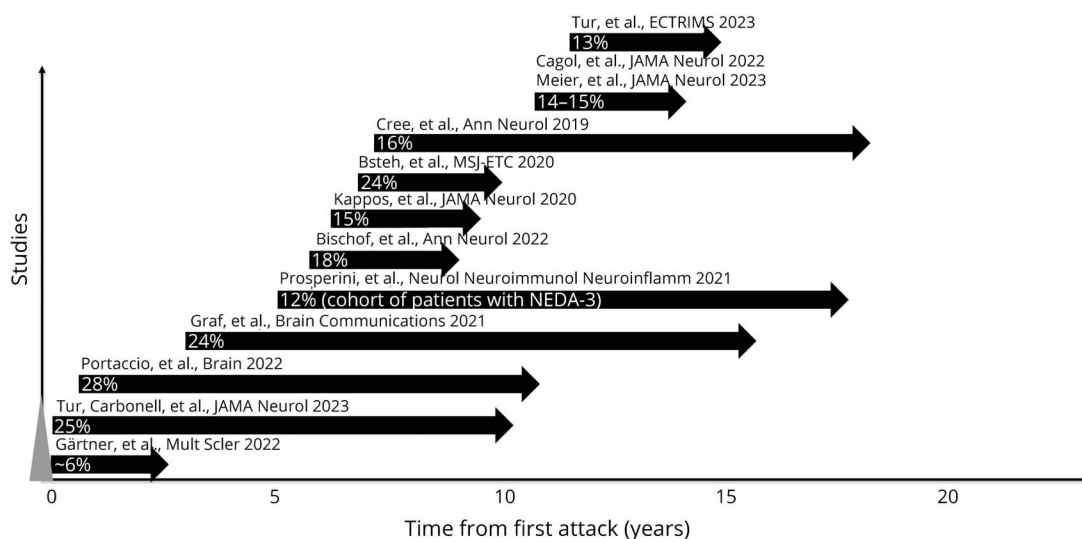 Tur, et al., ECTRIMS 2023
13%
Cagol, et al., JAMA Neurol 2022
Meier, et al., JAMA Neurol 2023
14–15%
Cree, et al., Ann Neurol 2019
16%
Bsteh, et al., MSJ-ETC 2020
24%
Kappos, et al., JAMA Neurol 2020
15%
Bischof, et al., Ann Neurol 2022
18%
Prosperini, et al., Neurol Neuroimmunol Neuroinflamm 2021
12% (cohort of patients with NEDA-3)
Graf, et al., Brain Communications 2021
24%
Portaccio, et al., Brain 2022
28%
Tur, Carbonell, et al., JAMA Neurol 2023
25%
Gärtner, et al., Mult Scler 2022
~6%
Studies
0 5 10 15 20
Time from first attack (years)